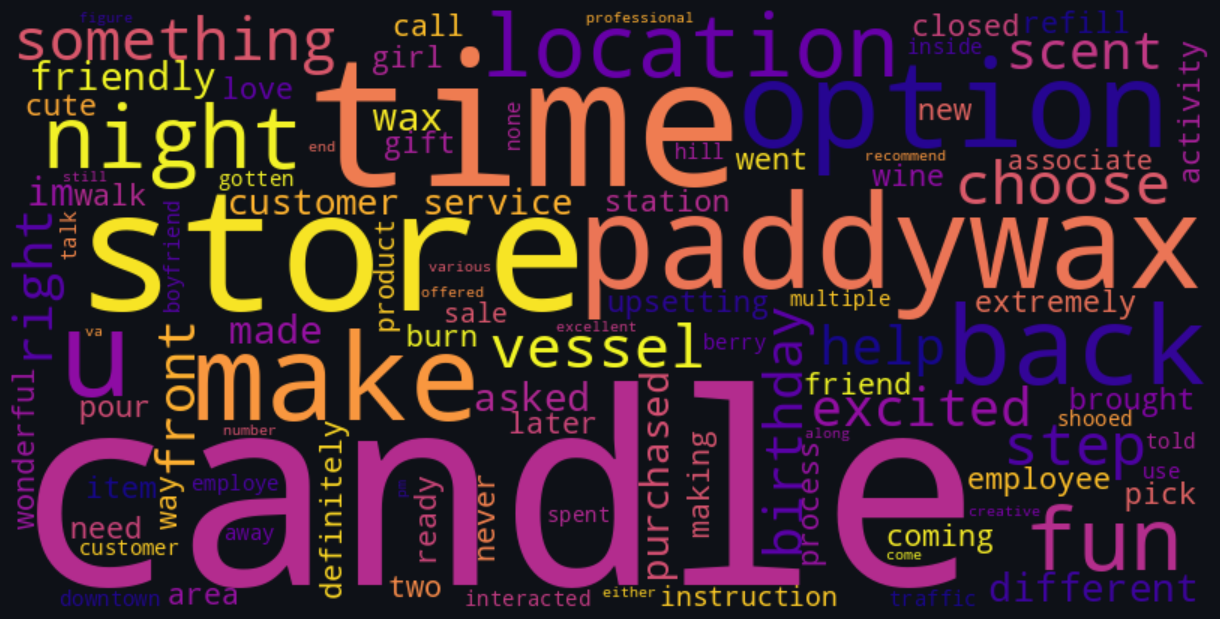 figure
professional
something
call
location
closed
refill
girl
inside
scent
friendly
love
time
option
activity
cute
night
wax
none
new
gift
hill
went
end
recommend
associate
still
gotten
im
walk
wine
choose
customer service
station
talk
right
boyfriend
store
product
paddywax
various
offered
upsetting
multiple
extremely
sale
va
u
made
burn
excellent
vessel
berry
help
back
wayfront
make
birthday
friend
wonderful
pour
asked
later
purchased
excited
brought
shooed
number
definitely
making
along
step
told
candle
item
employe
pm
ready
never
process
employee
use
pick
need
spent
creative
customer
away
coming
come
fun
two
downtown
area
interacted
either
instruction
traffic
different